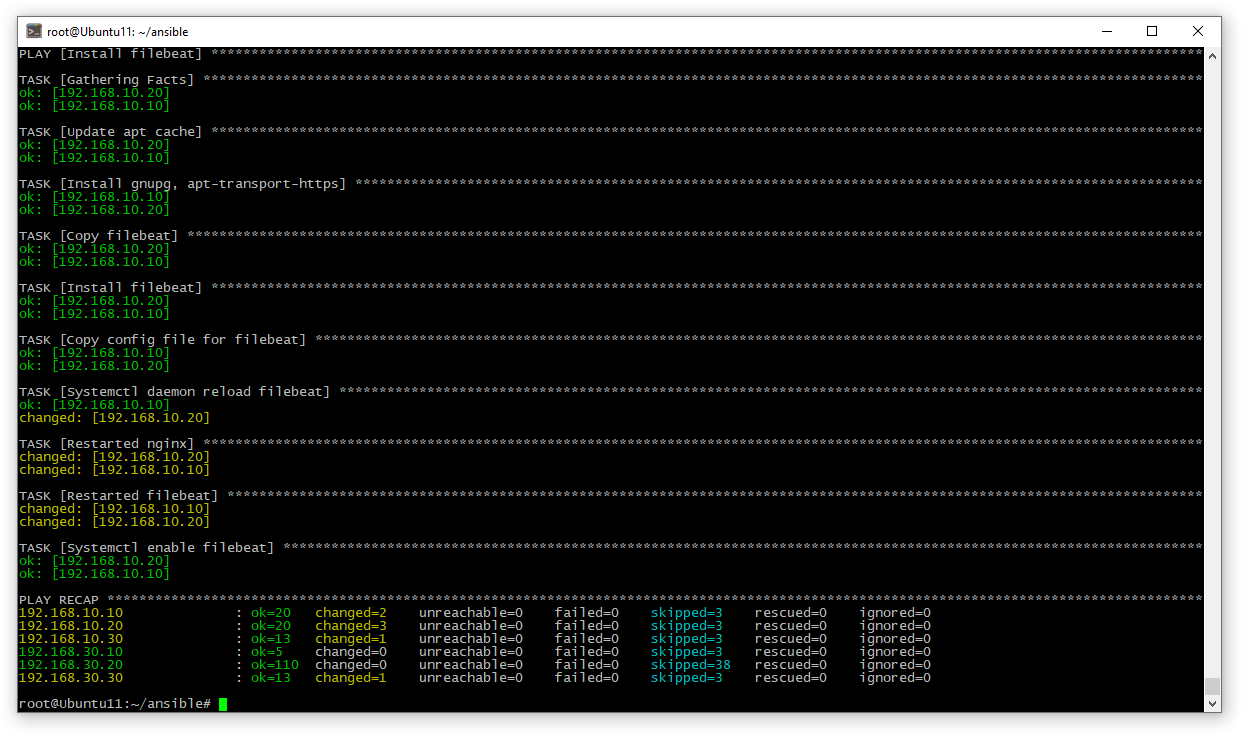 root@Ubuntu11: ~/ansible
PLAY [Install filebeat] ****************************************************************************************************************************
TASK [Gathering Facts] *****************************************************************************************************************************
ok: [192.168.10.20]
ok: [192.168.10.10]
TASK [Update apt cache] ****************************************************************************************************************************
ok: [192.168.10.20]
ok: [192.168.10.10]
TASK [Install gnupg, apt-transport-https] **********************************************************************************************************
ok: [192.168.10.10]
ok: [192.168.10.20]
TASK [Copy filebeat] *******************************************************************************************************************************
ok: [192.168.10.20]
ok: [192.168.10.10]
TASK [Install filebeat] ****************************************************************************************************************************
ok: [192.168.10.20]
ok: [192.168.10.10]
TASK [Copy config file for filebeat] ***************************************************************************************************************
ok: [192.168.10.10]
ok: [192.168.10.20]
TASK [Systemctl daemon reload filebeat] ************************************************************************************************************
ok: [192.168.10.10]
changed: [192.168.10.20]
TASK [Restarted nginx] *****************************************************************************************************************************
changed: [192.168.10.20]
changed: [192.168.10.10]
TASK [Restarted filebeat] **************************************************************************************************************************
changed: [192.168.10.10]
changed: [192.168.10.20]
TASK [Systemctl enable filebeat] *******************************************************************************************************************
ok: [192.168.10.20]
ok: [192.168.10.10]
PLAY RECAP *****************************************************************************************************************************************
192.168.10.10              : ok=20   changed=2    unreachable=0    failed=0    skipped=3    rescued=0    ignored=0
192.168.10.20              : ok=20   changed=3    unreachable=0    failed=0    skipped=3    rescued=0    ignored=0
192.168.10.30              : ok=13   changed=1    unreachable=0    failed=0    skipped=3    rescued=0    ignored=0
192.168.30.10              : ok=5    changed=0    unreachable=0    failed=0    skipped=3    rescued=0    ignored=0
192.168.30.20              : ok=110  changed=0    unreachable=0    failed=0    skipped=38   rescued=0    ignored=0
192.168.30.30              : ok=13   changed=1    unreachable=0    failed=0    skipped=3    rescued=0    ignored=0
root@Ubuntu11:~/ansible#